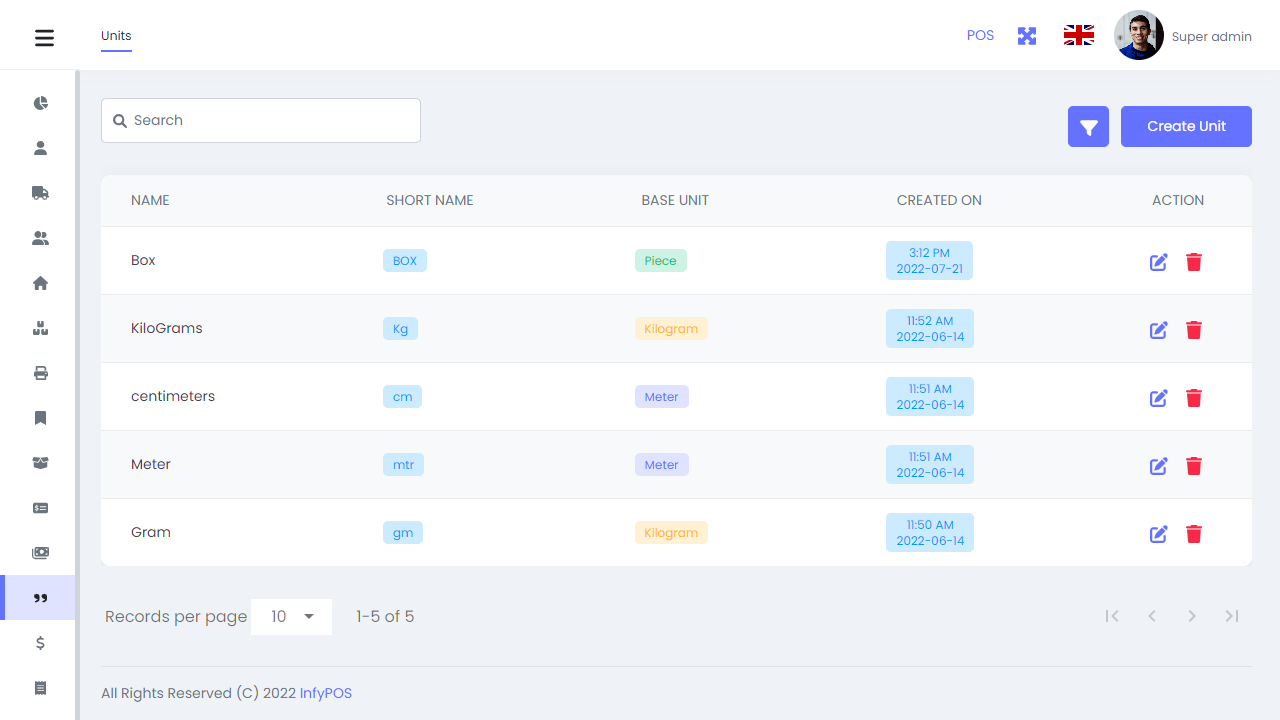 Units
POS
Super admin
Search
Create Unit
NAME SHORT NAME BASE UNIT CREATED ON ACTION
Box BOX Piece 3:12 PM
2022-07-21
KiloGrams Kg Kilogram 11:52 AM
2022-06-14
centimeters cm Meter 11:51 AM
2022-06-14
Meter mtr Meter 11:51 AM
2022-06-14
Gram gm Kilogram 11:50 AM
2022-06-14
Records per page 10 1-5 of 5
All Rights Reserved (C) 2022 InfyPOS